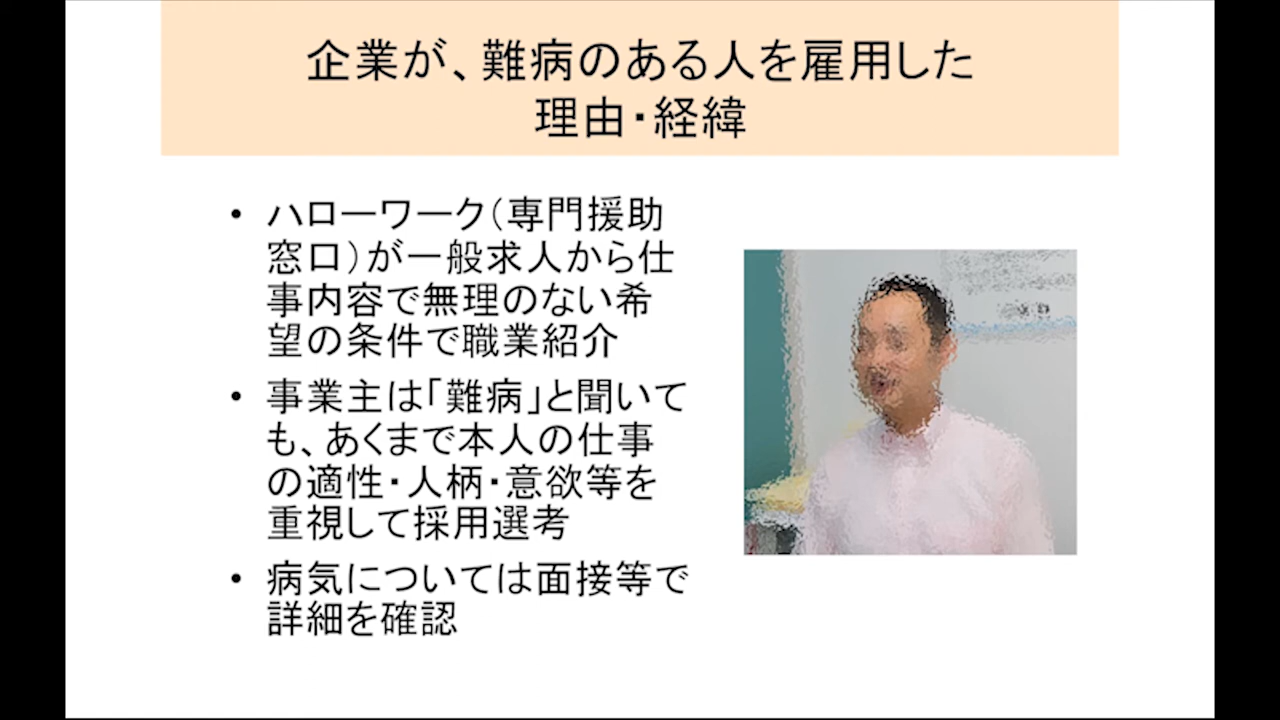 企業が、難病のある人を雇用した
理由・経緯
• ハローワーク（専門援助
窓口）が一般求人から仕
事内容で無理のない希
望の条件で職業紹介
• 事業主は「難病」と聞いて
も、あくまで本人の仕事
の適性・人柄・意欲等を
重視して採用選考
• 病気については面接等で
詳細を確認